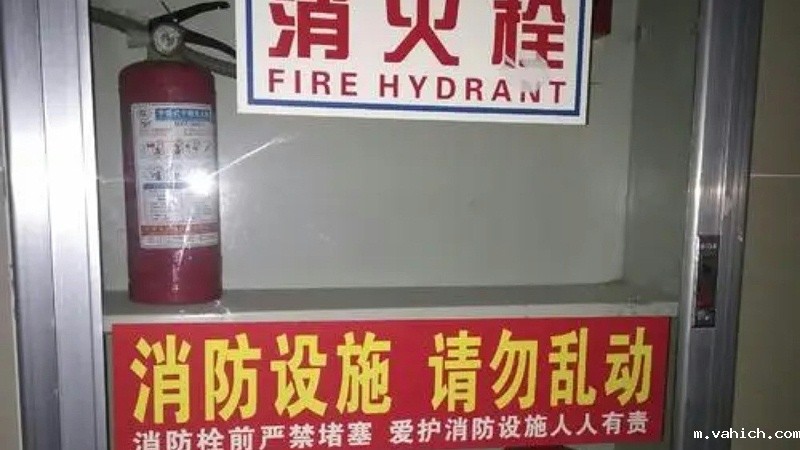 消火栓
FIRE HYDRANT
消防设施 请勿乱动
消防栓前严禁堵塞 爱护消防设施人人有责
m.vahich.com